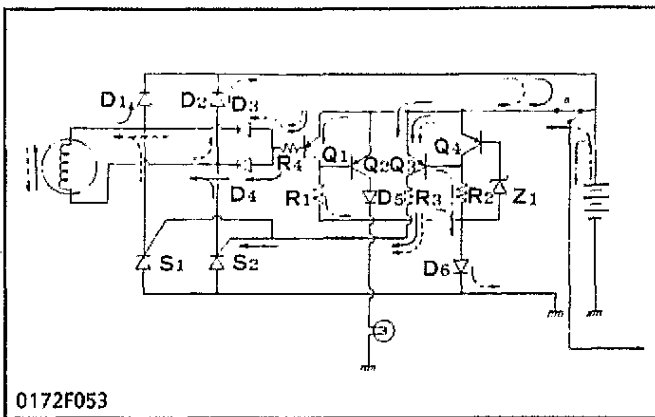 D1 D2 D3
Q4
R4 Q1 Q2 Q3
D4 R1 D5 R3 R2 Z1
S1 S2 D6
0172F053